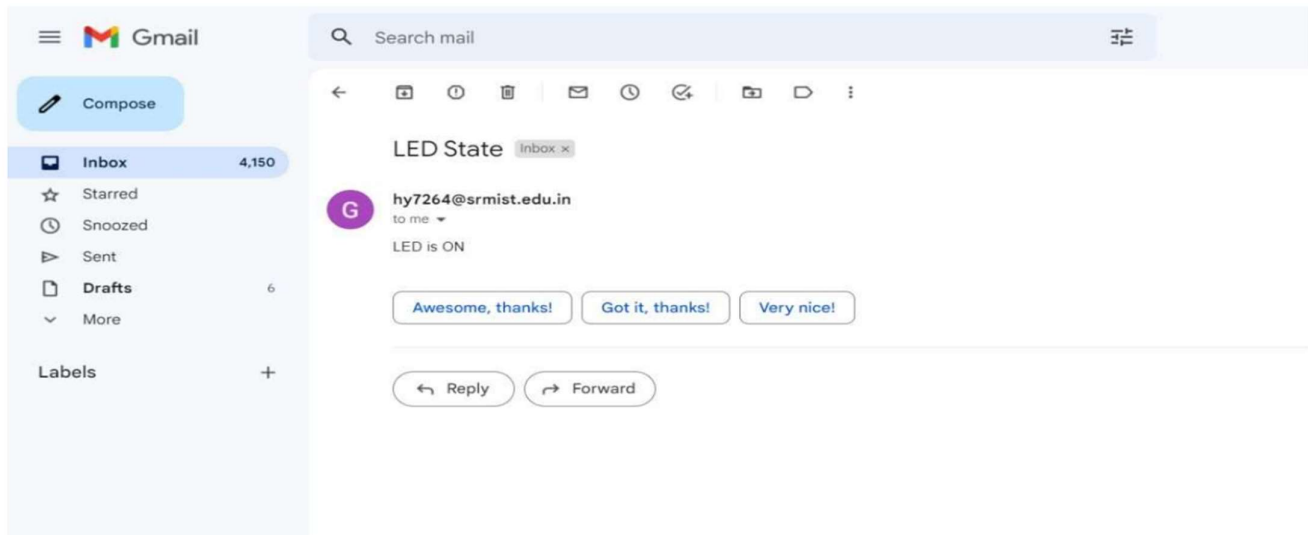 Gmail
Search mail
Compose
Inbox 4,150
Starred
Snoozed
Sent
Drafts 6
More
Labels
LED State Inbox ×
G
hy7264@srmist.edu.in
to me
LED is ON
Awesome, thanks! Got it, thanks! Very nice!
Reply Forward